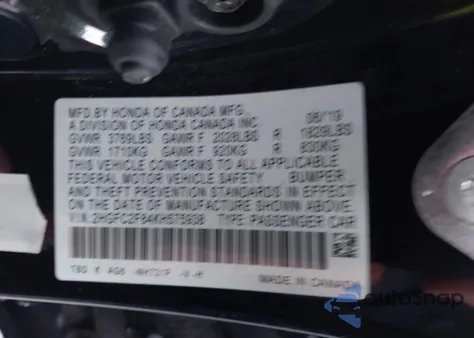 MFD.BY HONDA OF CANADA MFG. 08/19
A DIVISION OF HONDA CANADA INC.
GVWR 3769LBS GAWR F 2028LBS R 1829LBS
GVWR 1710KG GAWR F 920KG R 830KG
THIS VEHICLE CONFORMS TO ALL APPLICABLE
FEDERAL MOTOR VEHICLE SAFETY BUMPER
AND THEFT PREVENTION STANDARDS IN EFFECT
ON THE DATE OF MANUFACTURE SHOWN ABOVE.
V.I.N. TYPE: PASSENGER CAR
MADE IN CANADA
autoSnap